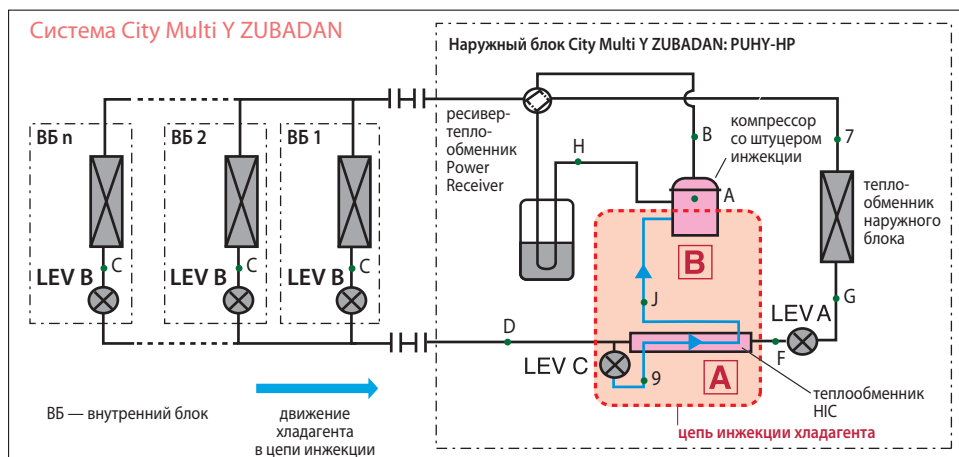 Система City Multi Y ZUBADAN
Наружный блок City Multi Y ZUBADAN: PUHY-HP
ресивер-
тепло-
обменник
Power
Receiver
компрессор
со штуцером
инжекции
B
7
H
A
ВБ n
ВБ 2
ВБ 1
тепло-
обменник
наружного
блока
B
C
C
C
LEV B
LEV B
LEV B
J
G
LEV A
D
F
LEV C
9
A
теплообменник
HIC
ВБ — внутренний блок
движение
хладагента
в цепи инжекции
цепь инжекции хладагента